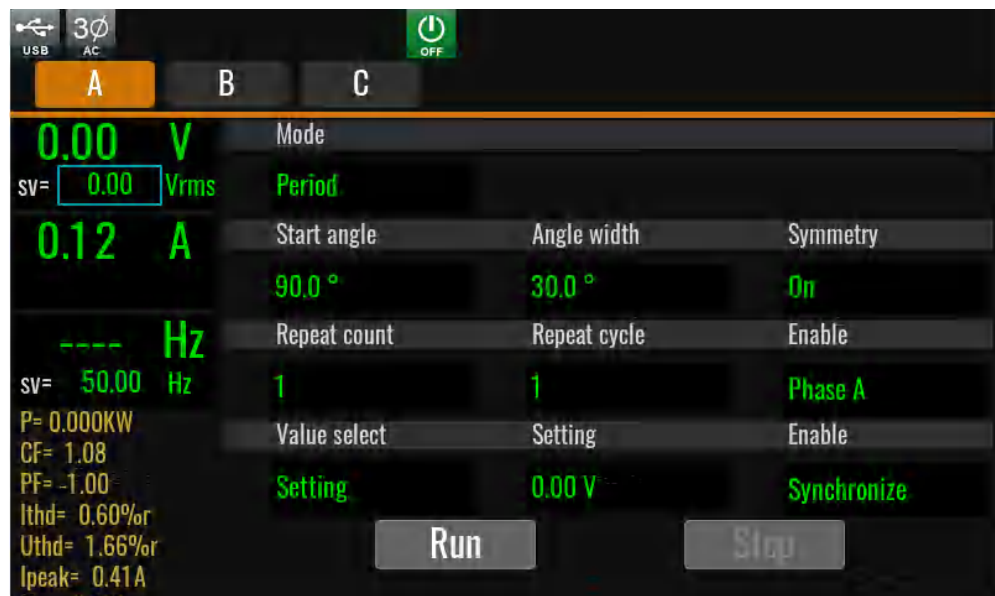 USB
3Ø
AC
OFF
A B C
0.00 V
sv= 0.00 Vrms
0.12 A
---- Hz
sv= 50.00 Hz
P= 0.000KW
CF= 1.08
PF= -1.00
Ithd= 0.60%r
Uthd= 1.66%r
Ipeak= 0.41A
Mode
Period
Start angle Angle width Symmetry
90.0 ° 30.0 ° On
Repeat count Repeat cycle Enable
1 1 Phase A
Value select Setting Enable
Setting 0.00 V Synchronize
Run Stop